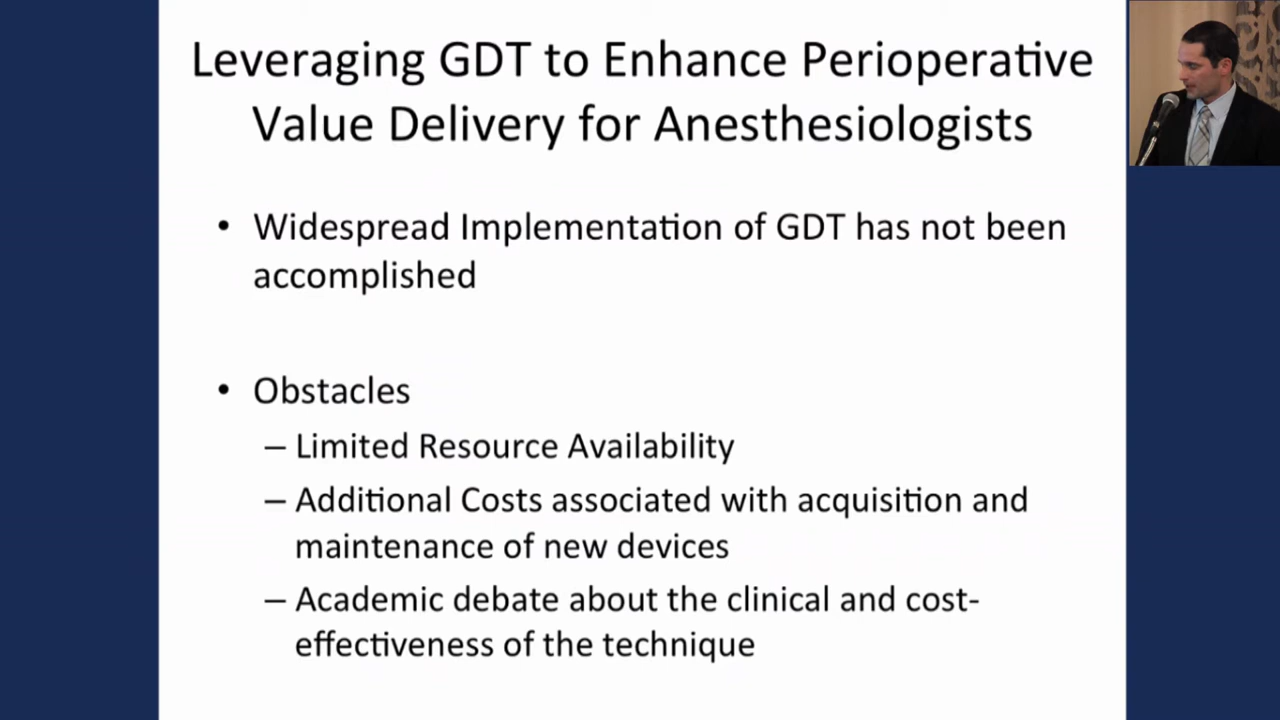 Leveraging GDT to Enhance Perioperative
Value Delivery for Anesthesiologists
• Widespread Implementation of GDT has not been
accomplished
• Obstacles
– Limited Resource Availability
– Additional Costs associated with acquisition and
maintenance of new devices
– Academic debate about the clinical and cost-
effectiveness of the technique